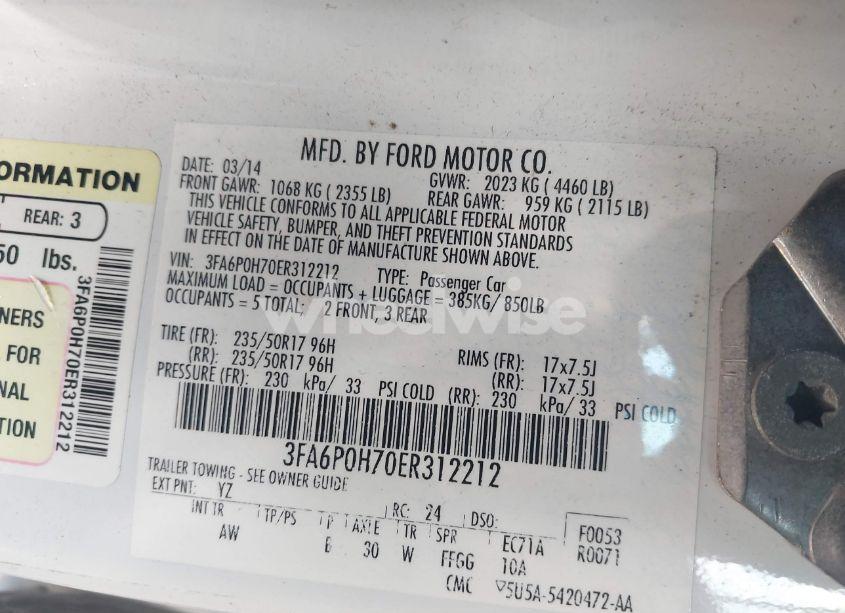 ORMATION
REAR: 3
50 lbs.
NERS
FOR
NAL
TION
3FA6P0H70ER312212
MFD. BY FORD MOTOR CO.
DATE: 03/14 GVWR: 2023 KG ( 4460 LB)
FRONT GAWR: 1068 KG ( 2355 LB) REAR GAWR: 959 KG ( 2115 LB)
THIS VEHICLE CONFORMS TO ALL APPLICABLE FEDERAL MOTOR
VEHICLE SAFETY, BUMPER, AND THEFT PREVENTION STANDARDS
IN EFFECT ON THE DATE OF MANUFACTURE SHOWN ABOVE.
VIN: 3FA6P0H70ER312212 TYPE: Passenger Car
MAXIMUM LOAD = OCCUPANTS + LUGGAGE = 385KG/ 850LB
OCCUPANTS = 5 TOTAL; 2 FRONT, 3 REAR
wheelwise
TIRE (FR): 235/50R17 96H RIMS (FR): 17x7.5J
(RR): 235/50R17 96H (RR): 17x7.5J
PRESSURE (FR): 230 kPa/ 33 PSI COLD (RR): 230 kPa/ 33 PSI COLD
3FA6P0H70ER312212
TRAILER TOWING - SEE OWNER GUIDE
EXT PNT: YZ RC: 24 DSO: F0053
INT TR TP/PS R AXLE TR SPR EC71A R0071
AW B 30 W FFGG 10A
CMC 5U5A-5420472-AA